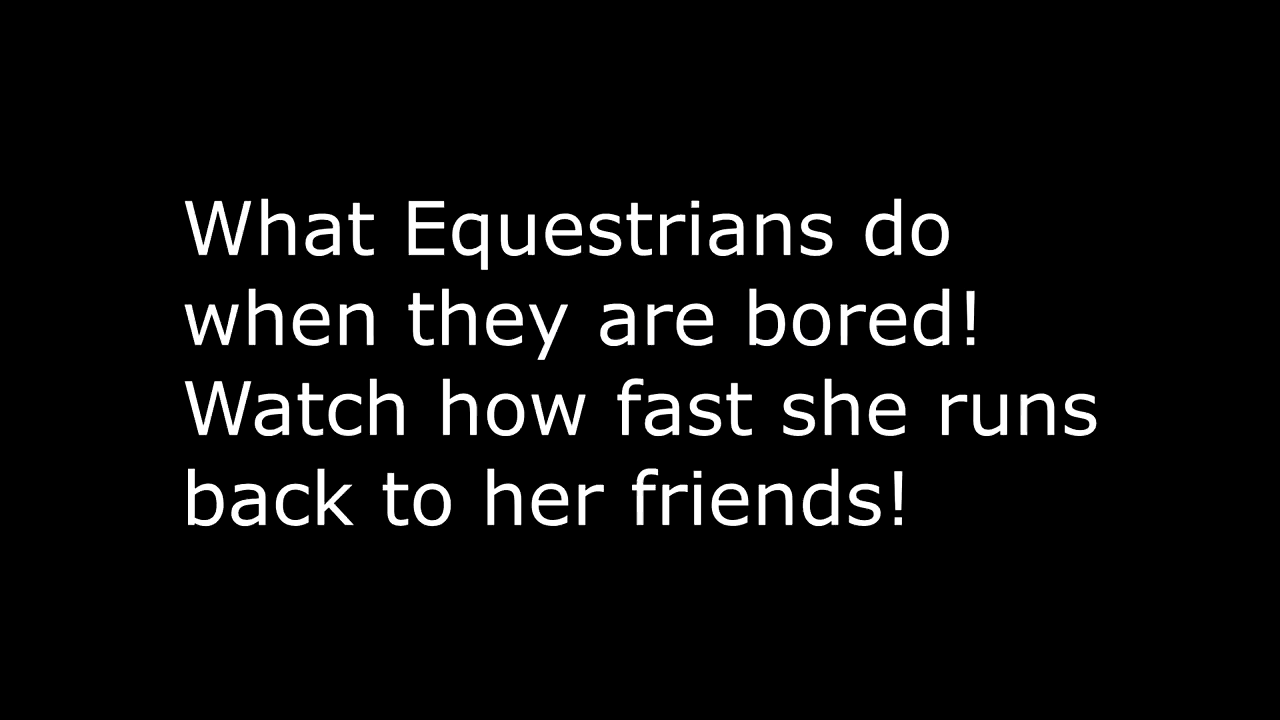 What Equestrians do
when they are bored!
Watch how fast she runs
back to her friends!